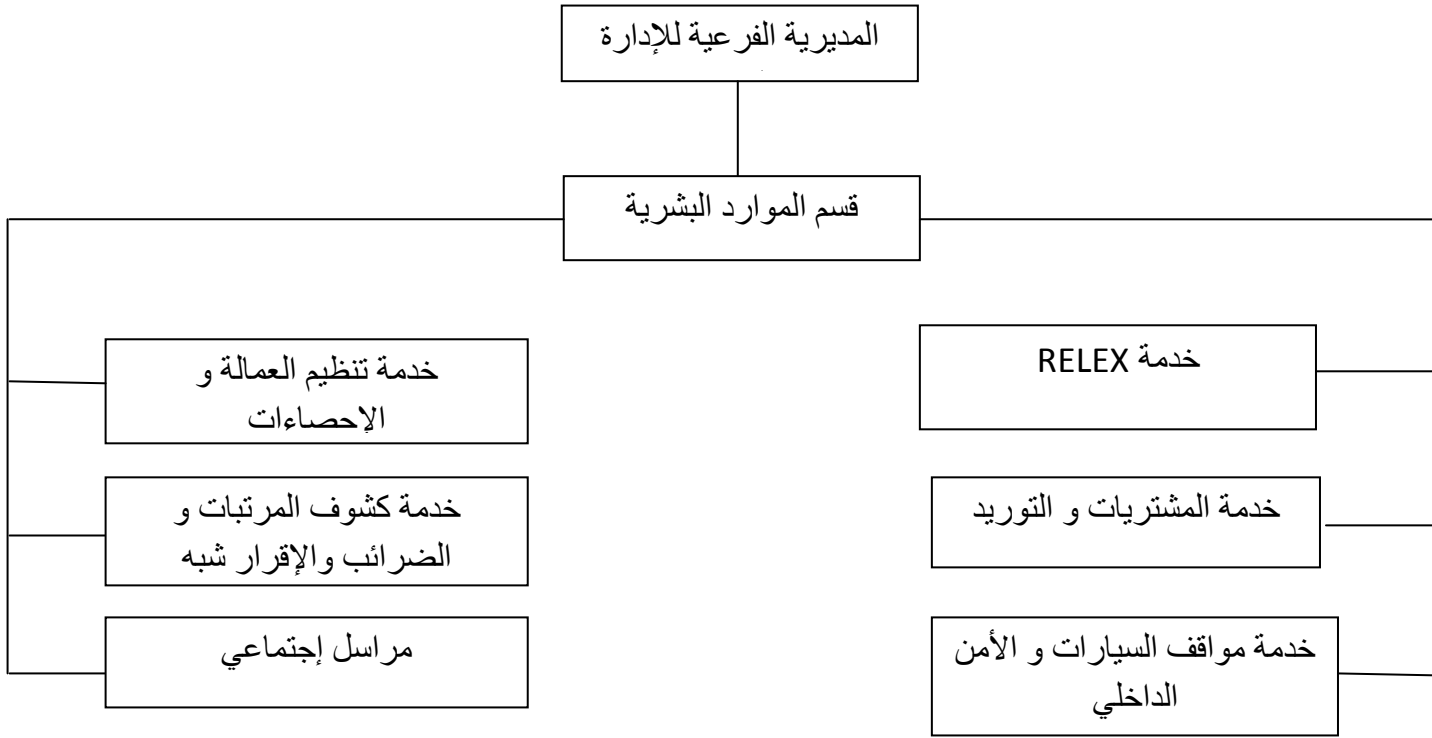 المديرية الفرعية للإدارة
قسم الموارد البشرية
خدمة RELEX
خدمة تنظيم العمالة و
الإحصاءات
خدمة المشتريات و التوريد
خدمة كشوف المرتبات و
الضرائب والإقرار شبه
خدمة مواقف السيارات و الأمن
الداخلي
مراسل إجتماعي